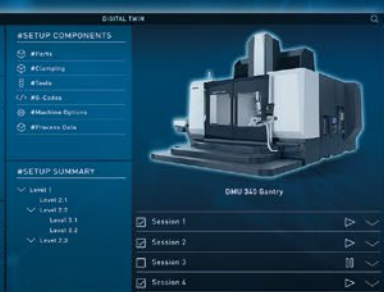 DIGITAL TWIN
#SETUP COMPONENTS
#Parts
#Clamping
#Tools
#G-Codes
#Machine Options
#Process Data
#SETUP SUMMARY
Level 1
Level 2.1
Level 2.2
Level 3.1
Level 3.2
Level 2.3
DMU 340 Gantry
Session 1
Session 2
Session 3
Session 4